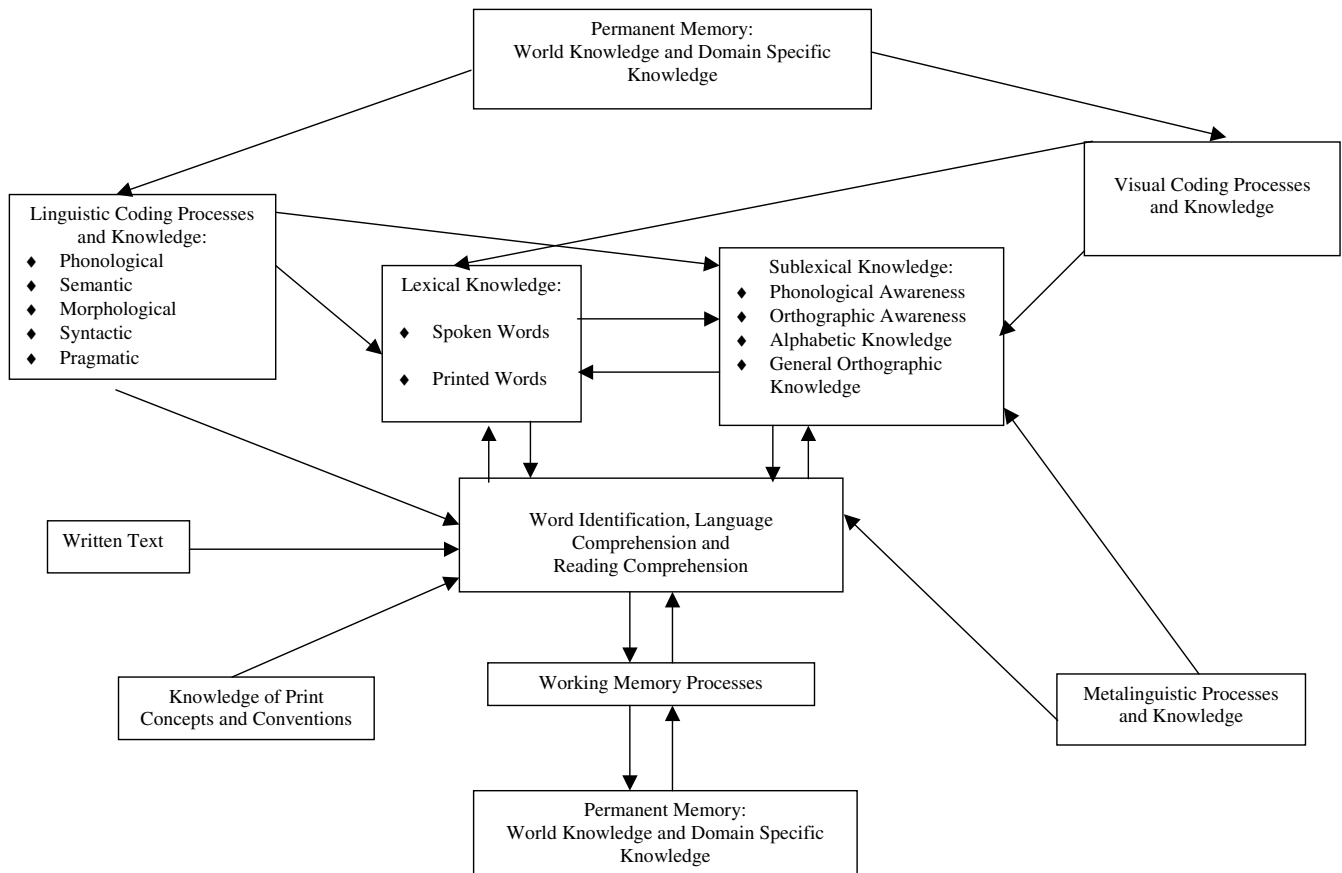 Permanent Memory:
World Knowledge and Domain Specific
Knowledge
Visual Coding Processes
and Knowledge
Linguistic Coding Processes
and Knowledge:
♦ Phonological
♦ Semantic
♦ Morphological
♦ Syntactic
♦ Pragmatic
Lexical Knowledge:
♦ Spoken Words
♦ Printed Words
Sublexical Knowledge:
♦ Phonological Awareness
♦ Orthographic Awareness
♦ Alphabetic Knowledge
♦ General Orthographic
Knowledge
Word Identification, Language
Comprehension and
Reading Comprehension
Written Text
Working Memory Processes
Knowledge of Print
Concepts and Conventions
Metalinguistic Processes
and Knowledge
Permanent Memory:
World Knowledge and Domain Specific
Knowledge